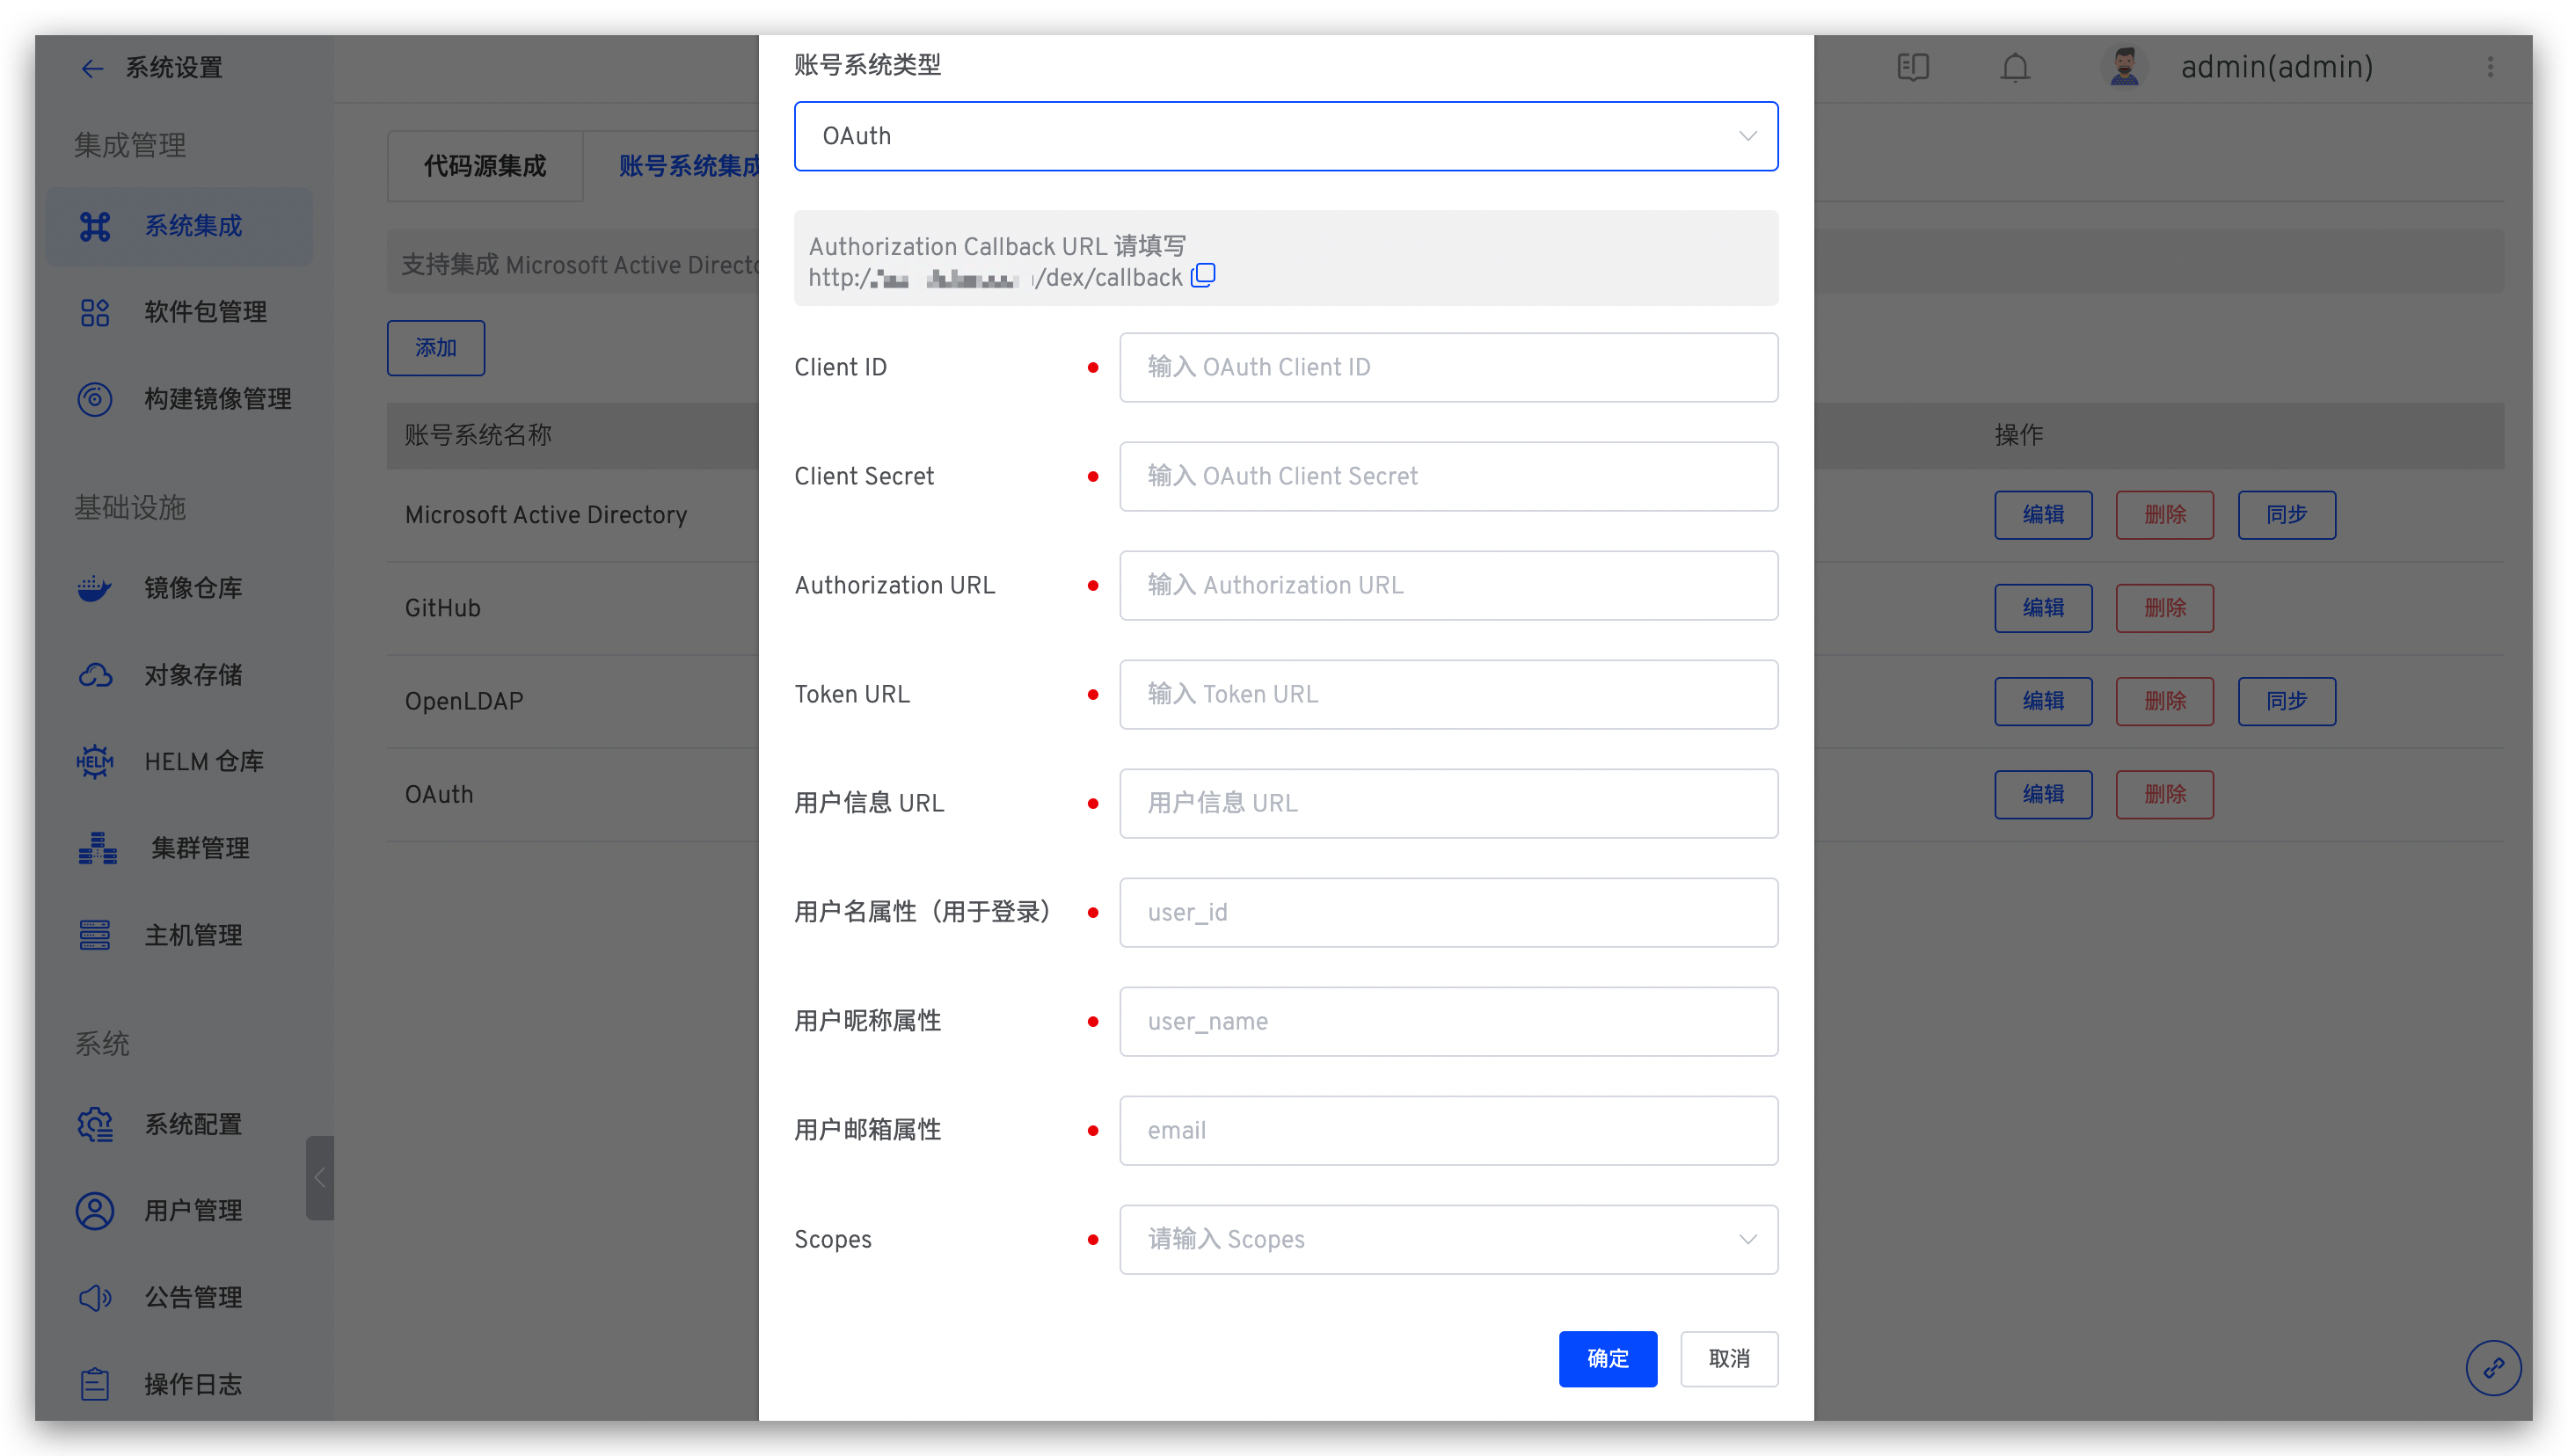 系统设置
集成管理
系统集成
软件包管理
构建镜像管理
基础设施
镜像仓库
对象存储
HELM
HELM 仓库
集群管理
主机管理
系统
系统配置
用户管理
公告管理
操作日志
admin(admin)
代码源集成
账号系统集成
支持集成 Microsoft Active
添加
账号系统名称
操作
Microsoft Active Directory
编辑 删除 同步
GitHub
编辑 删除
OpenLDAP
编辑 删除 同步
OAuth
编辑 删除
账号系统类型
OAuth
Authorization Callback URL 请填写
http:/ /dex/callback
Client ID
输入 OAuth Client ID
Client Secret
输入 OAuth Client Secret
Authorization URL
输入 Authorization URL
Token URL
输入 Token URL
用户信息 URL
用户信息 URL
用户名属性（用于登录）
user_id
用户昵称属性
user_name
用户邮箱属性
email
Scopes
请输入 Scopes
确定
取消